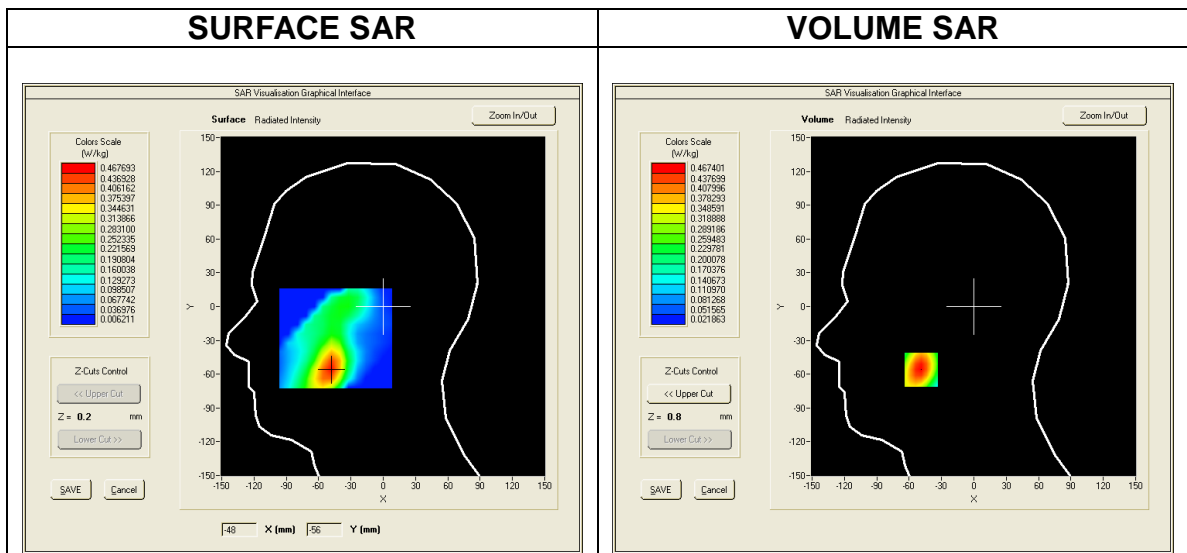 SURFACE SAR
SAR Visualisation Graphical Interface
Surface Radiated Intensity
Zoom In/Out
Colors Scale
(W/kg)
0.467693
0.436928
0.406162
0.375397
0.344631
0.313866
0.283100
0.252335
0.221569
0.190804
0.160038
0.129273
0.098507
0.067742
0.036976
0.006211
Z-Cuts Control
<< Upper Cut
Z = 0.2 mm
Lower Cut >>
SAVE Cancel
Y
150
120
90
60
30
0
-30
-60
-90
-120
-150
-150 -120 -90 -60 -30 0 30 60 90 120 150
X
-48 X (mm) -56 Y (mm)
VOLUME SAR
SAR Visualisation Graphical Interface
Volume Radiated Intensity
Zoom In/Out
Colors Scale
(W/kg)
0.467401
0.437699
0.407996
0.378293
0.348591
0.318888
0.289186
0.259483
0.229781
0.200078
0.170376
0.140673
0.110970
0.081268
0.051565
0.021863
Z-Cuts Control
<< Upper Cut
Z = 0.8 mm
Lower Cut >>
SAVE Cancel
Y
150
120
90
60
30
0
-30
-60
-90
-120
-150
-150 -120 -90 -60 -30 0 30 60 90 120 150
X